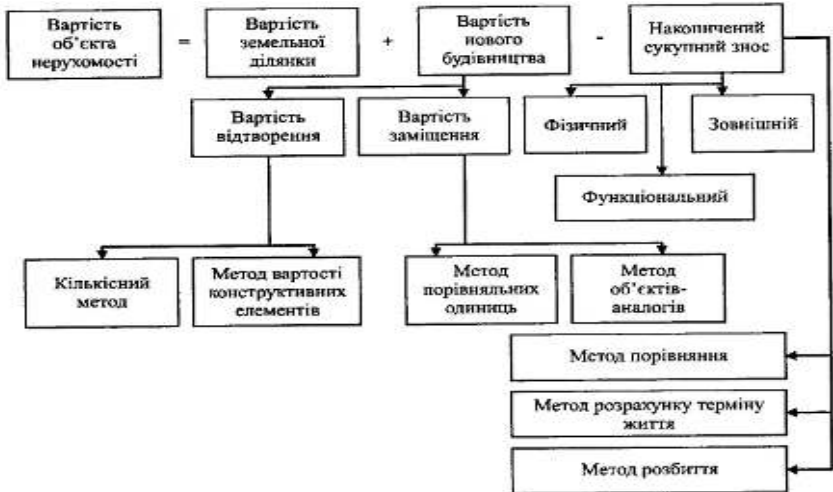 Вартість
об’єкта
нерухомості
=
Вартість
земельної
ділянки
+
Вартість
нового
будівництва
-
Накопичений
сукупний знос
Вартість
відтворення
Вартість
заміщення
Фізичний
Зовнішній
Функціональний
Кількісний
метод
Метод вартості
конструктивних
елементів
Метод
порівняльних
одиниць
Метод
об’єктів-
аналогів
Метод порівняння
Метод розрахунку терміну
життя
Метод розбиття